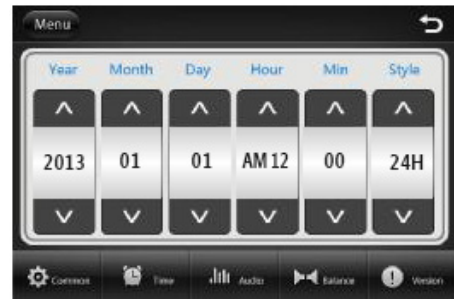 Menu
Year Month Day Hour Min Style
2013 01 01 AM 12 00 24H
Common Time Audio Balance Version